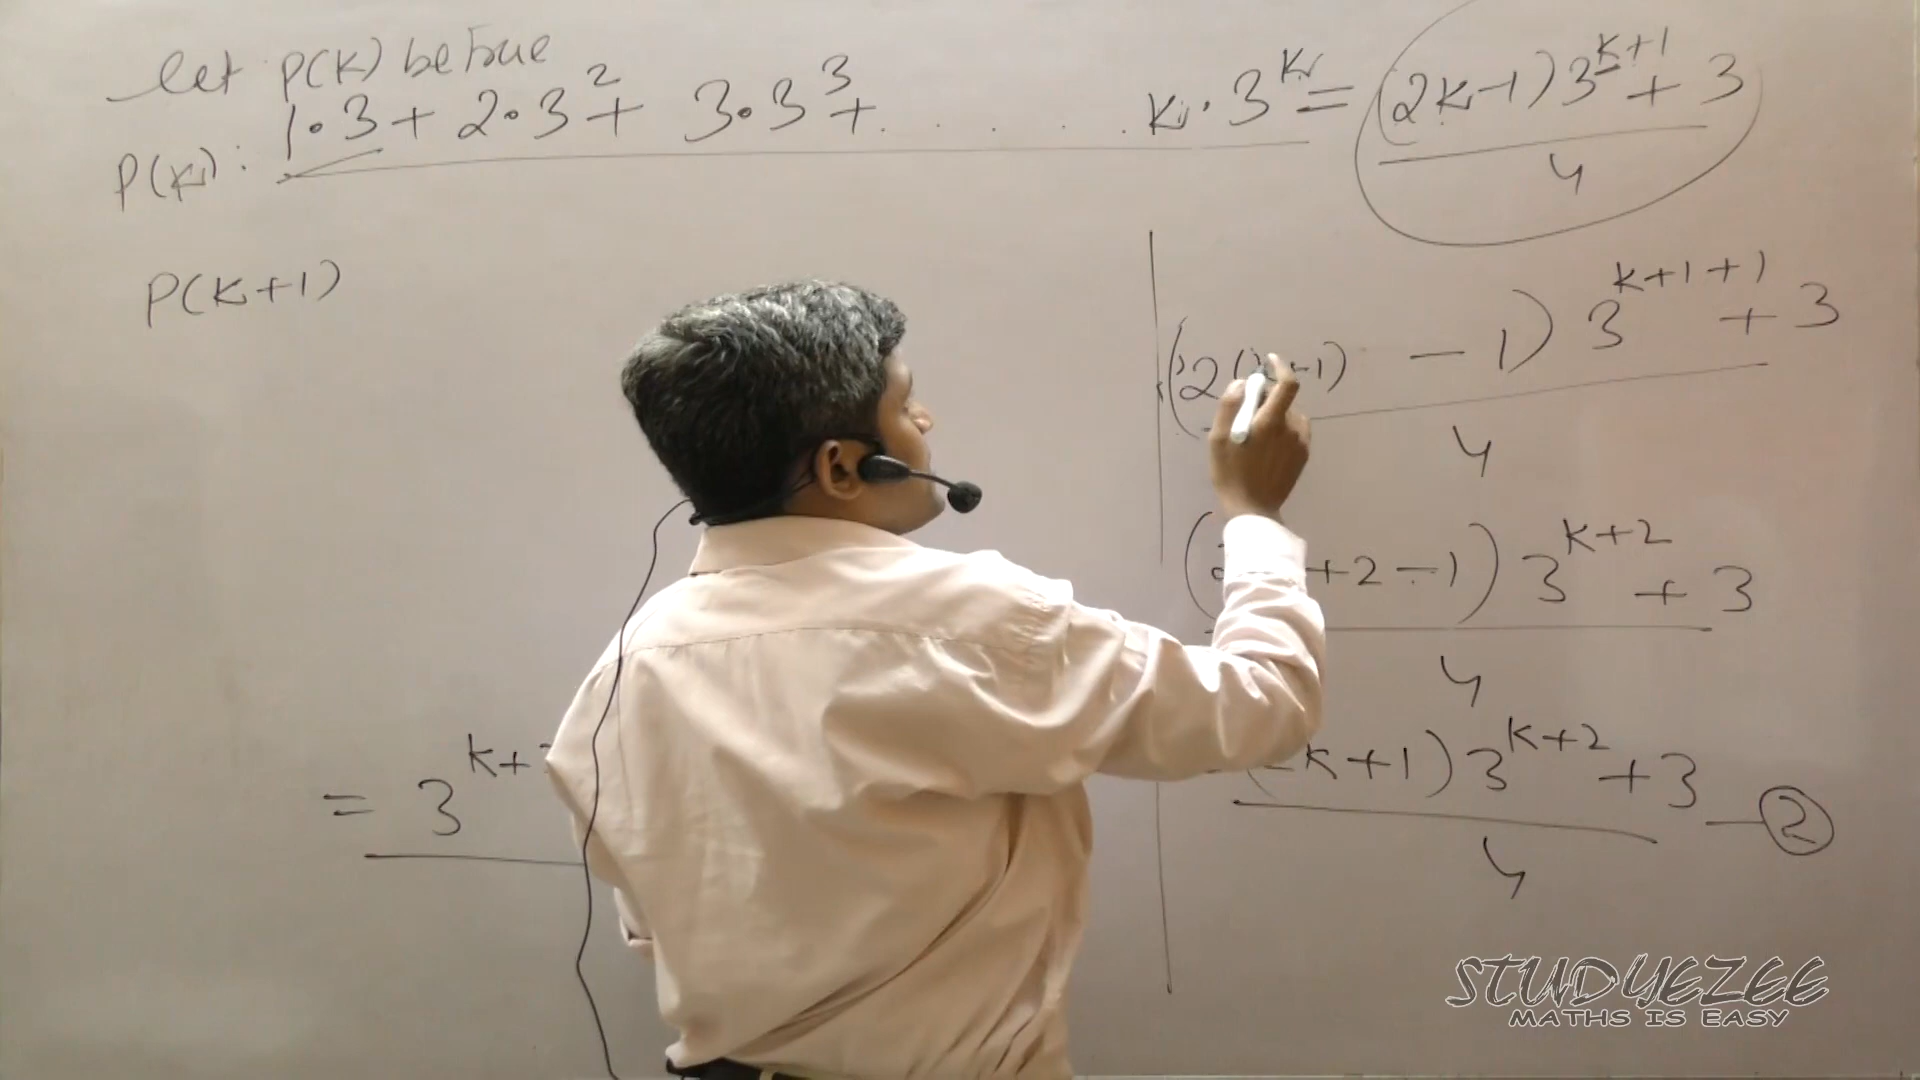 let P(K) be True
P(K): 1·3 + 2·3² + 3·3³ + . . . . . K·3^K = (2K-1)3^{K+1} + 3
4
P(K+1)
(2( +1) - 1) 3^{K+1+1} + 3
4
( +2-1) 3^{K+2} + 3
4
= 3^{K+
K+1) 3^{K+2} + 3 — ②
4
STUDYEZEE
MATHS IS EASY